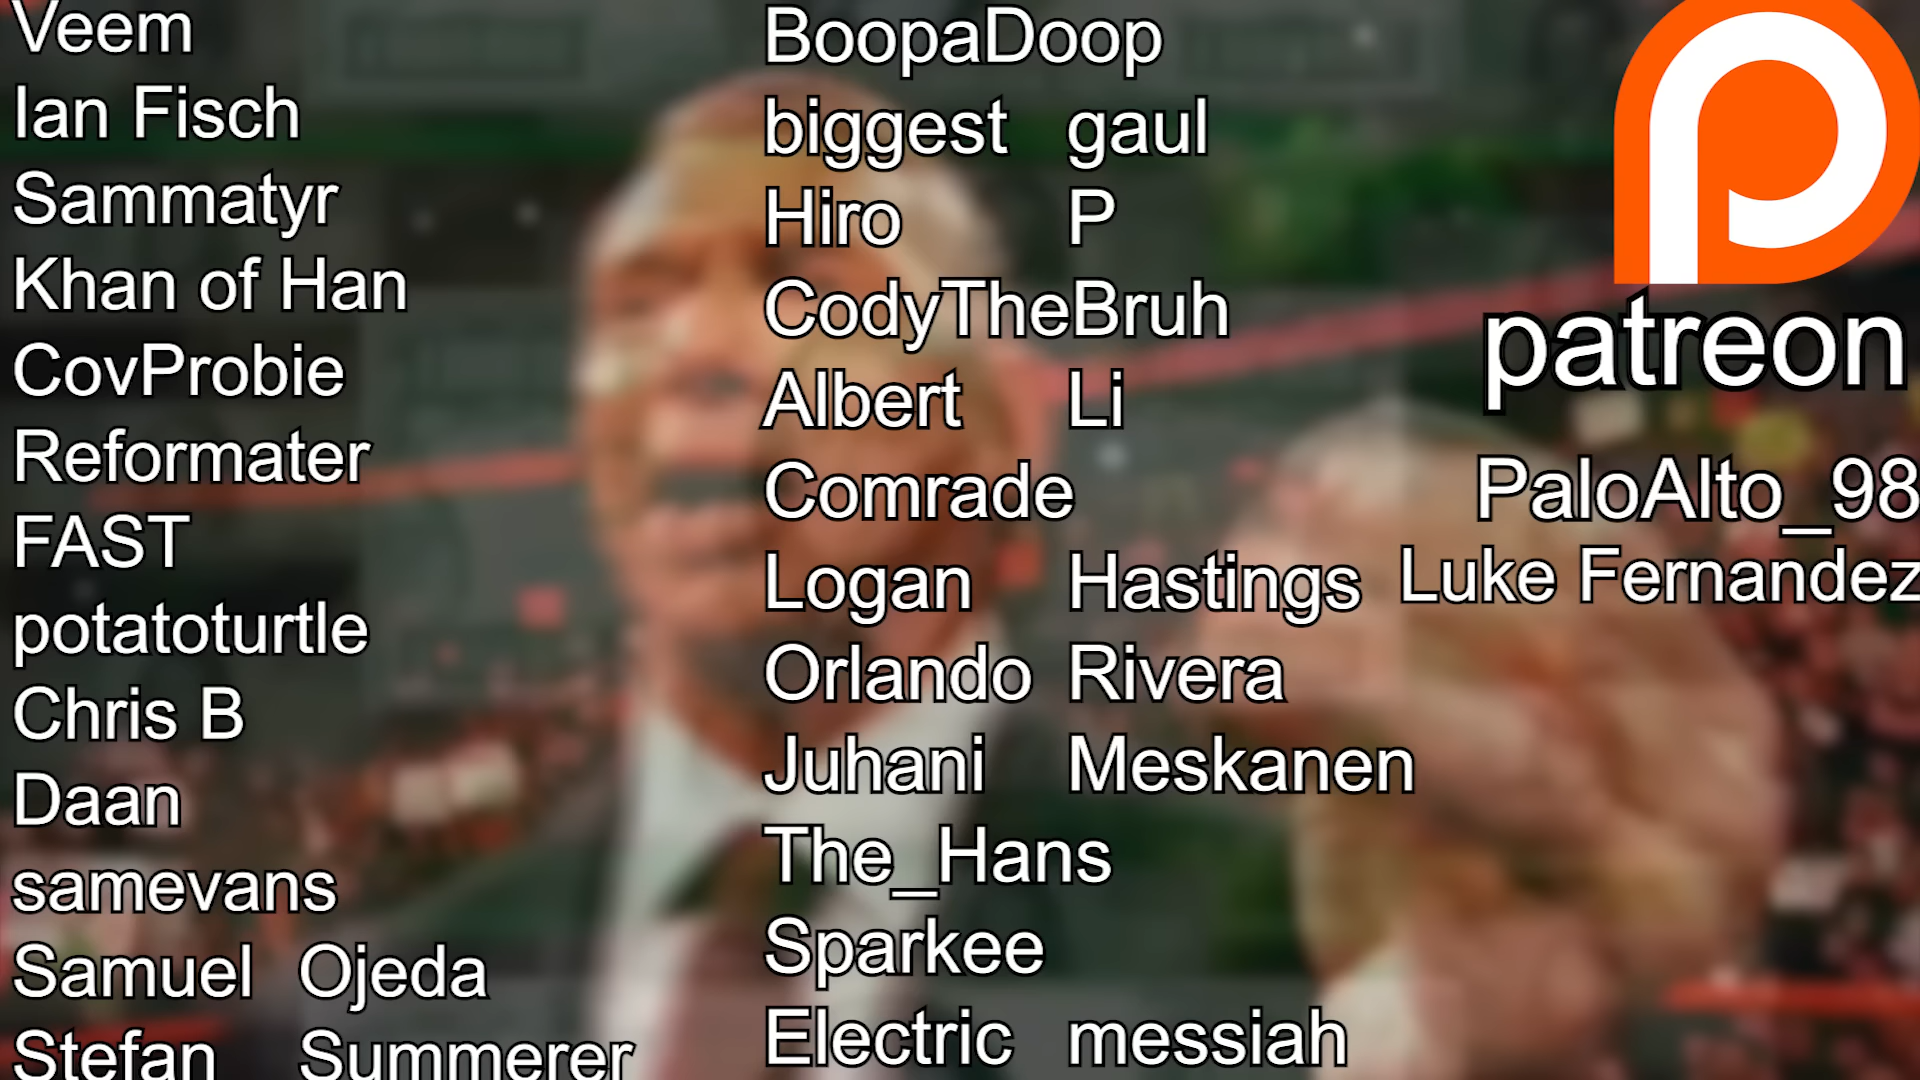 Veem
Ian Fisch
Sammatyr
Khan of Han
CovProbie
Reformater
FAST
potatoturtle
Chris B
Daan
samevans
Samuel Ojeda
Stefan Summerer
BoopaDoop
biggest gaul
Hiro P
CodyTheBruh
Albert Li
Comrade
Logan Hastings
Orlando Rivera
Juhani Meskanen
The_Hans
Sparkee
Electric messiah
patreon
PaloAlto_98
Luke Fernandez